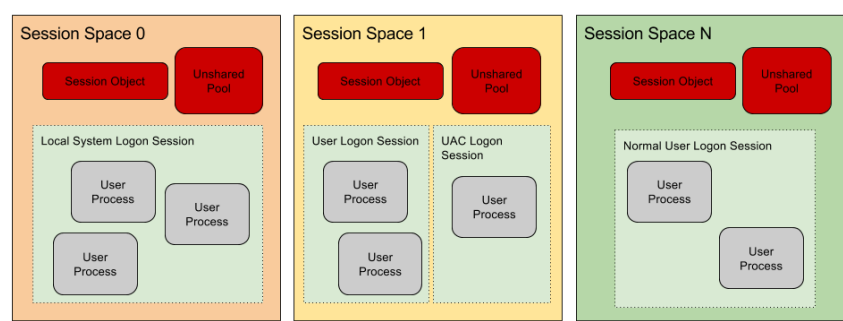 Session Space 0
Session Object
Unshared
Pool
Local System Logon Session
User
Process
User
Process
User
Process
Session Space 1
Session Object
Unshared
Pool
User Logon Session
User
Process
User
Process
UAC Logon
Session
User
Process
Session Space N
Session Object
Unshared
Pool
Normal User Logon Session
User
Process
User
Process